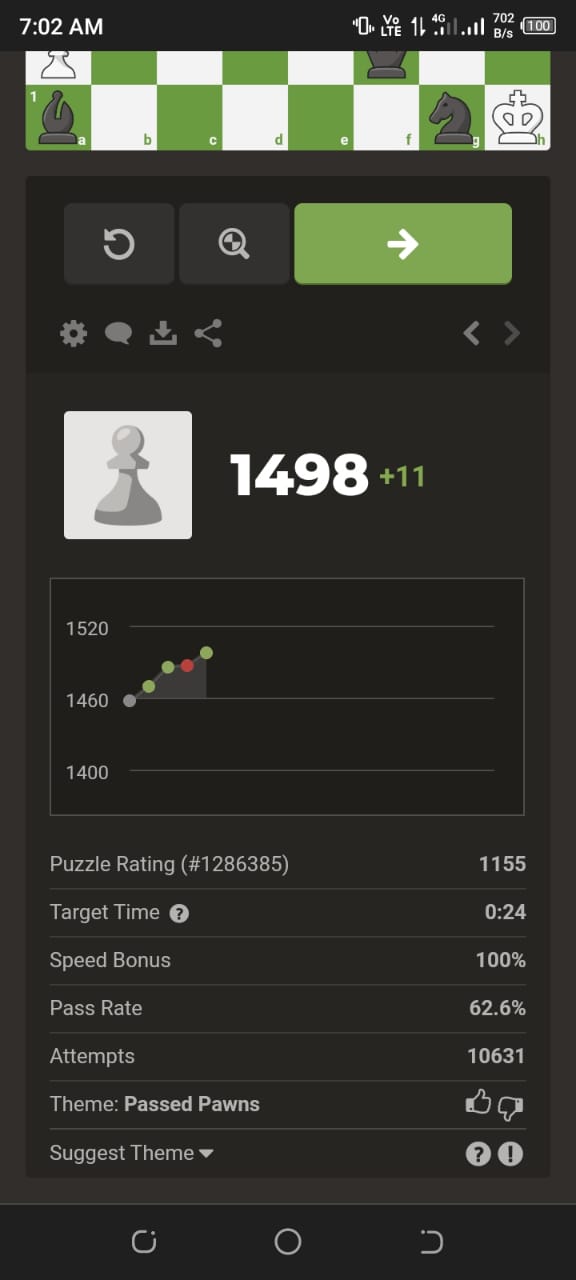 7:02 AM
Vo LTE 4G 702 B/s 100
1
a b c d e f g h
1498 +11
1520
1460
1400
Puzzle Rating (#1286385) 1155
Target Time ? 0:24
Speed Bonus 100%
Pass Rate 62.6%
Attempts 10631
Theme: Passed Pawns
Suggest Theme ? !